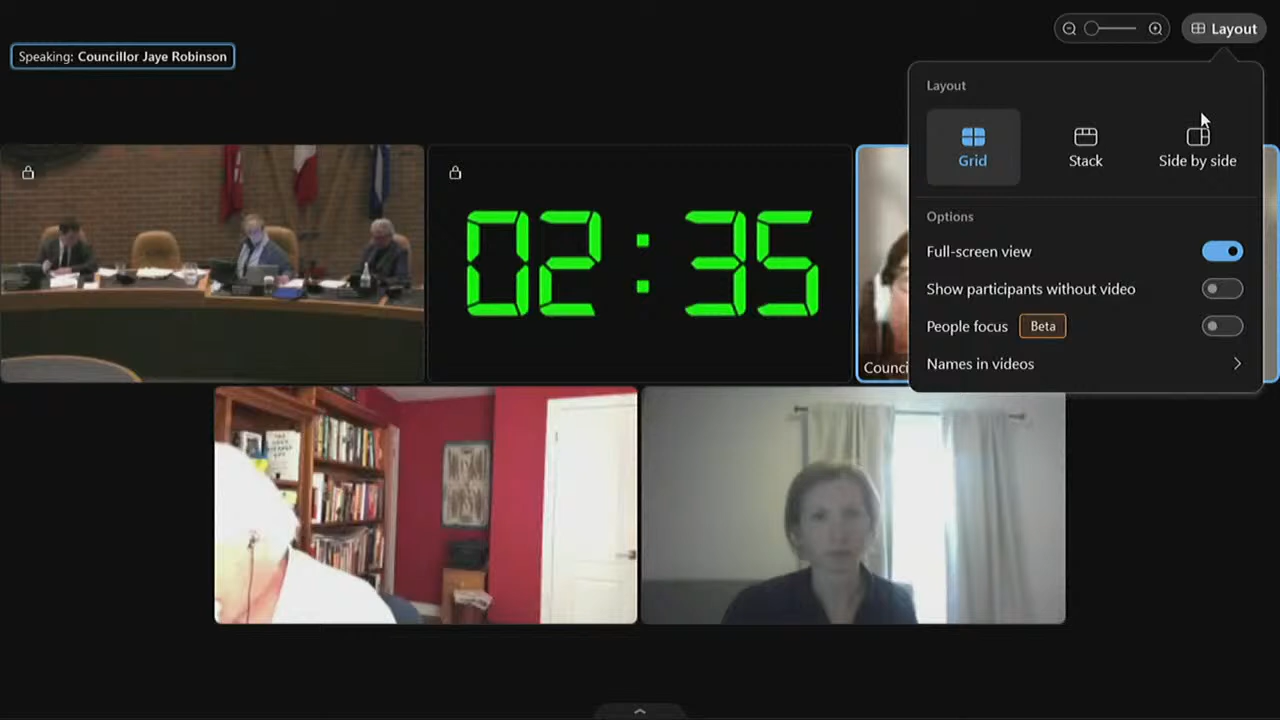 Layout
Speaking: Councillor Jaye Robinson
Layout
Grid
Stack
Side by side
02:35
Options
Full-screen view
Show participants without video
People focus Beta
Names in videos
Counci